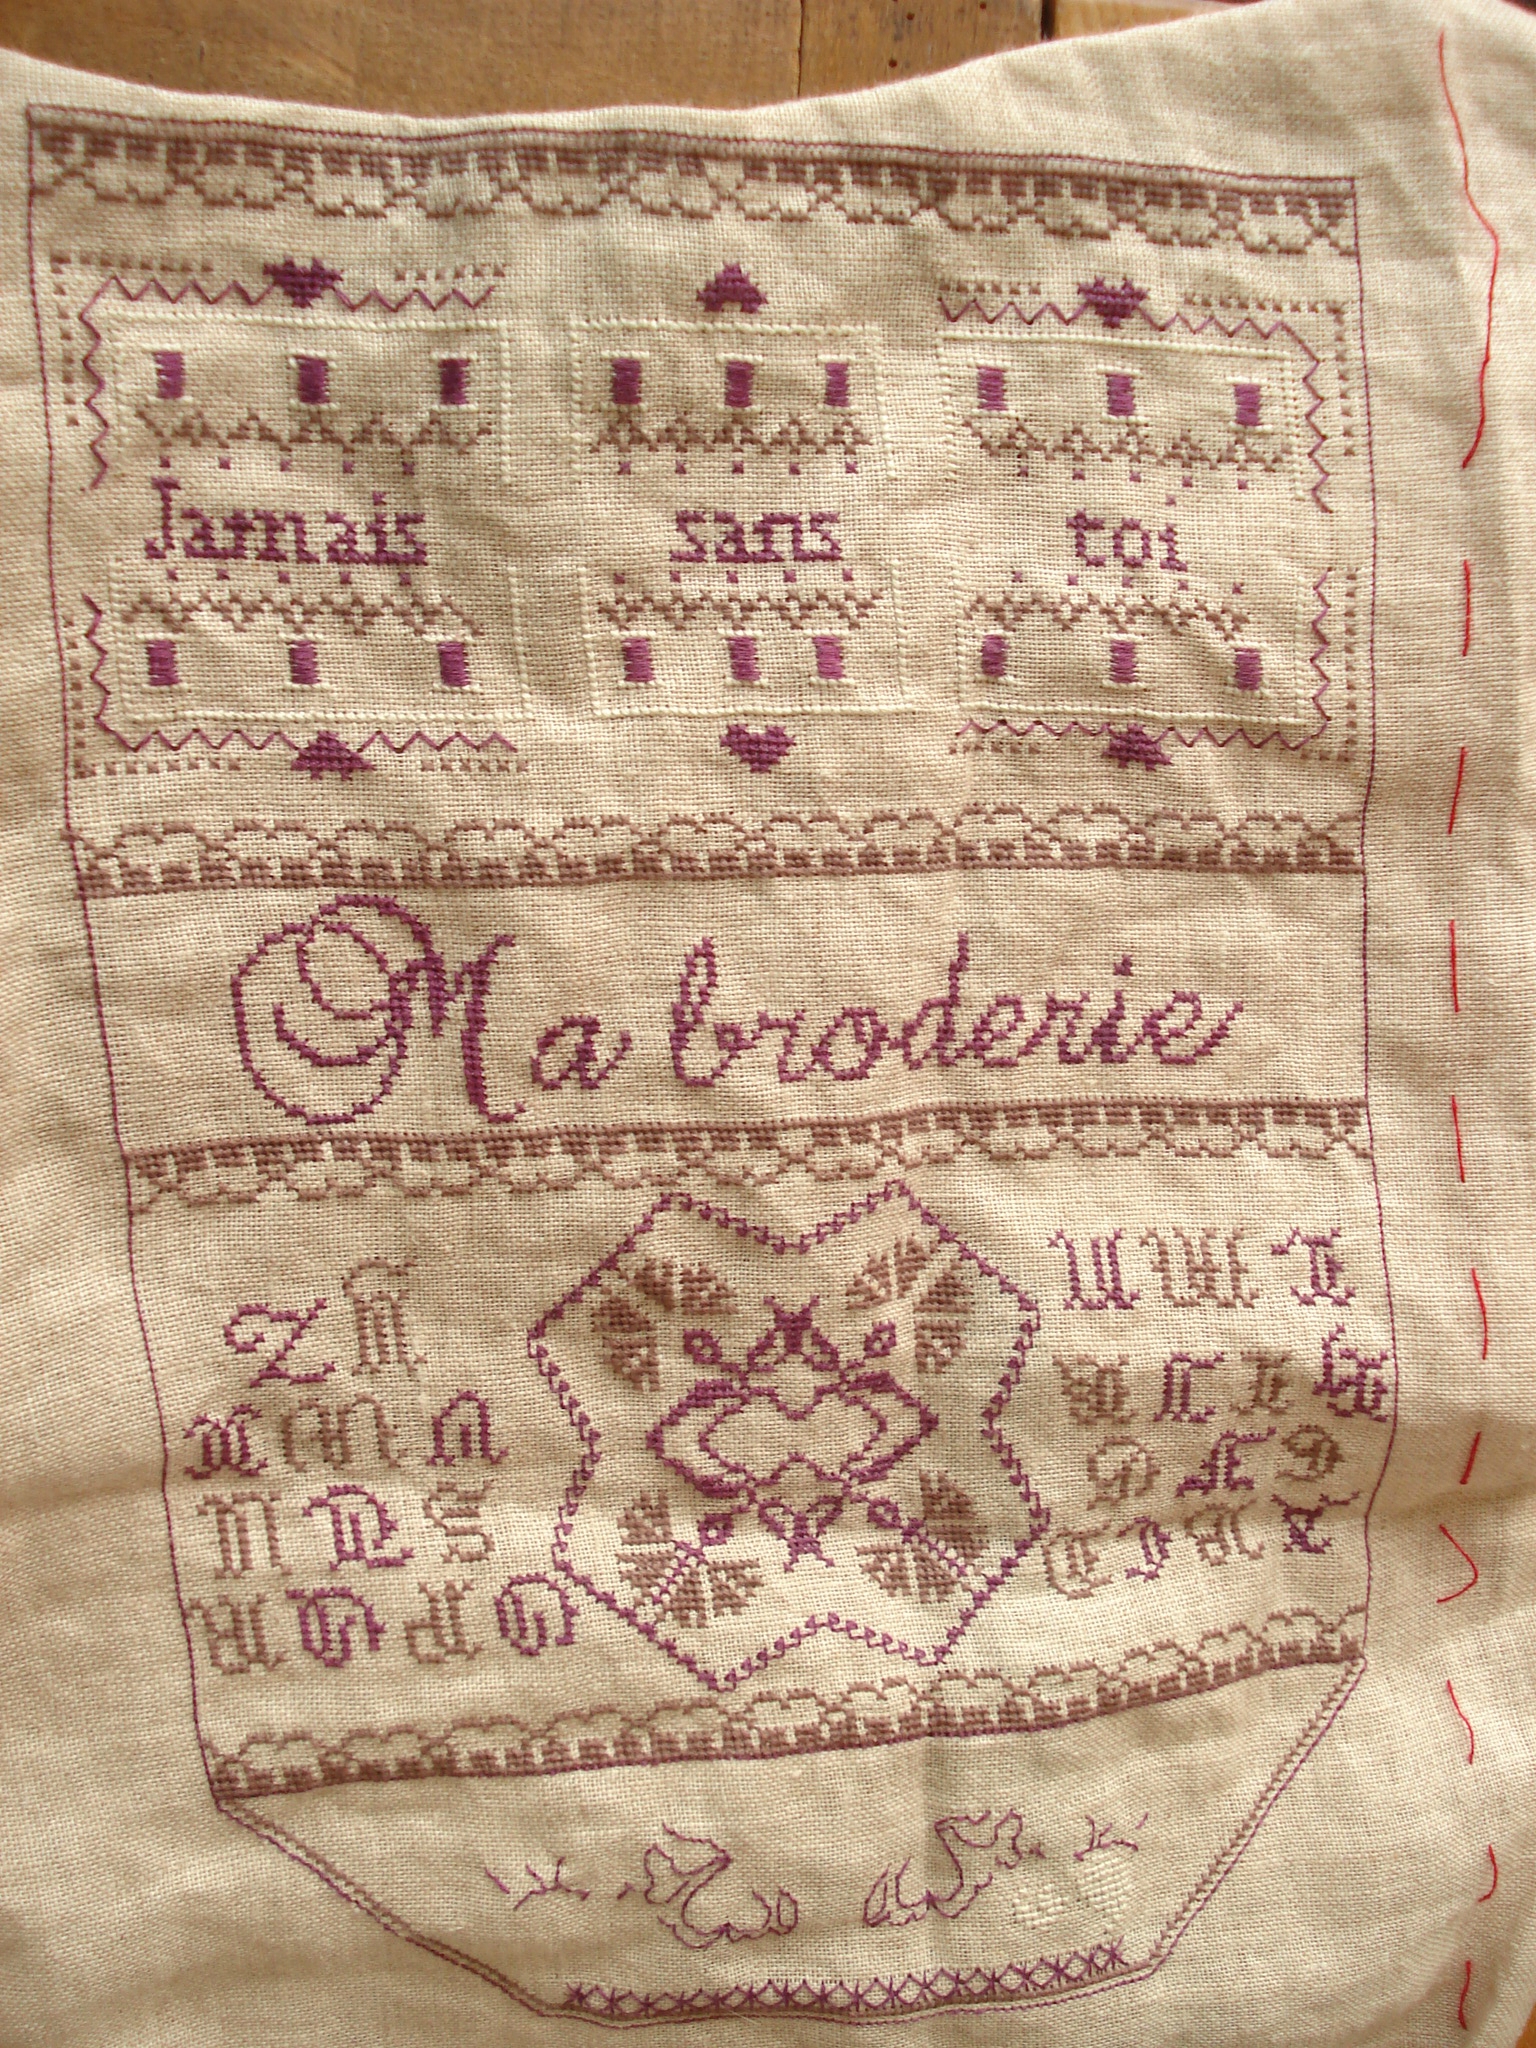 Jamais sans toi
Ma broderie
A B C D
E F G
H I J K
L M N
O P Q R
S T U
V W X
Y Z